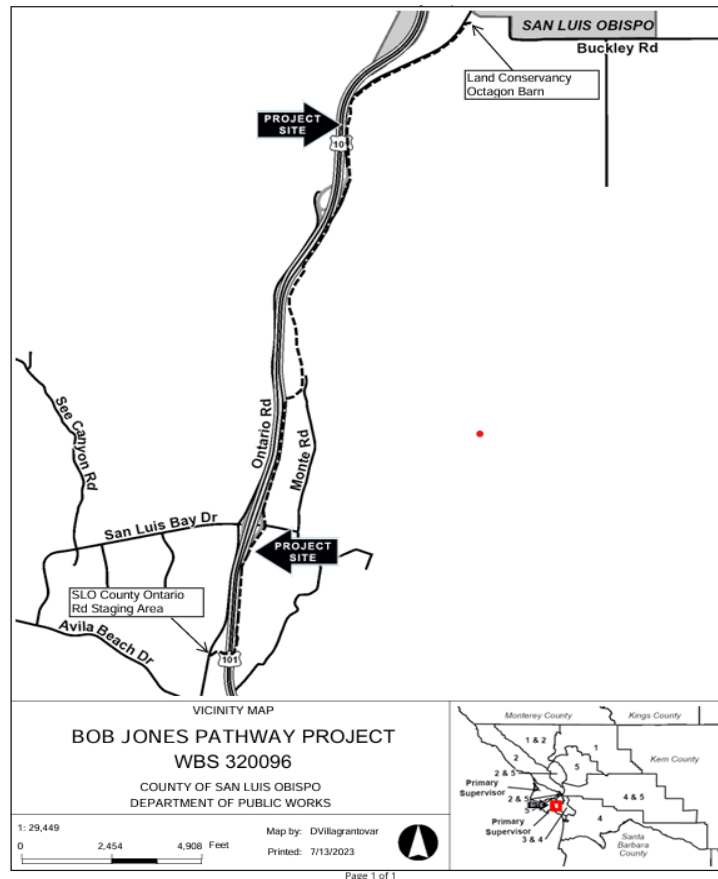 SAN LUIS OBISPO
Buckley Rd
Land Conservancy
Octagon Barn
PROJECT
SITE
10
See Canyon Rd
Ontario Rd
Monte Rd
San Luis Bay Dr
PROJECT
SITE
SLO County Ontario
Rd Staging Area
Avila Beach Dr
101
VICINITY MAP
BOB JONES PATHWAY PROJECT
WBS 320096
COUNTY OF SAN LUIS OBISPO
DEPARTMENT OF PUBLIC WORKS
1: 29,449
0 2,454 4,908 Feet
Map by: DVillagrantovar
Printed: 7/13/2023
Monterey County
Kings County
1 & 2
1
2
Kern County
5
2 & 5
Primary
Supervisor
2 & 5
4 & 5
5
Primary
Supervisor
4
3 & 4
Santa
Barbara
County
Page 1 of 1